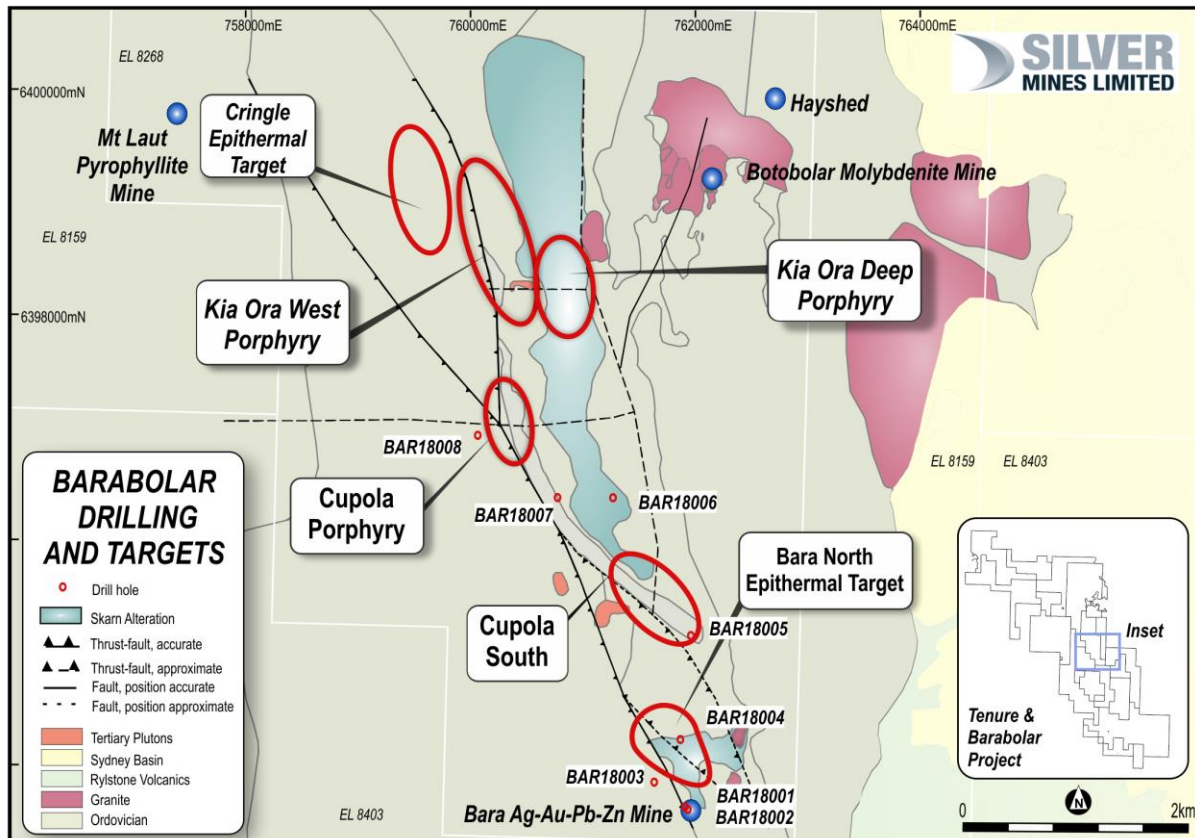 758000mE
760000mE
762000mE
764000mE
EL 8268
6400000mN
SILVER
MINES LIMITED
Cringle
Epithermal
Target
Hayshed
Mt Laut
Pyrophyllite
Mine
Botobolar Molybdenite Mine
EL 8159
Kia Ora West
Porphyry
Kia Ora Deep
Porphyry
6398000mN
BAR18008
EL 8159
EL 8403
BARABOLAR
DRILLING
AND TARGETS
Drill hole
Skarn Alteration
Thrust-fault, accurate
Thrust-fault, approximate
Fault, position accurate
Fault, position approximate
Tertiary Plutons
Sydney Basin
Rylstone Volcanics
Granite
Ordovician
Cupola
Porphyry
BAR18007
BAR18006
Bara North
Epithermal Target
Cupola
South
BAR18005
Inset
BAR18004
Tenure &
Barabolar
Project
BAR18003
BAR18001
BAR18002
Bara Ag-Au-Pb-Zn Mine
EL 8403
N
0
2km